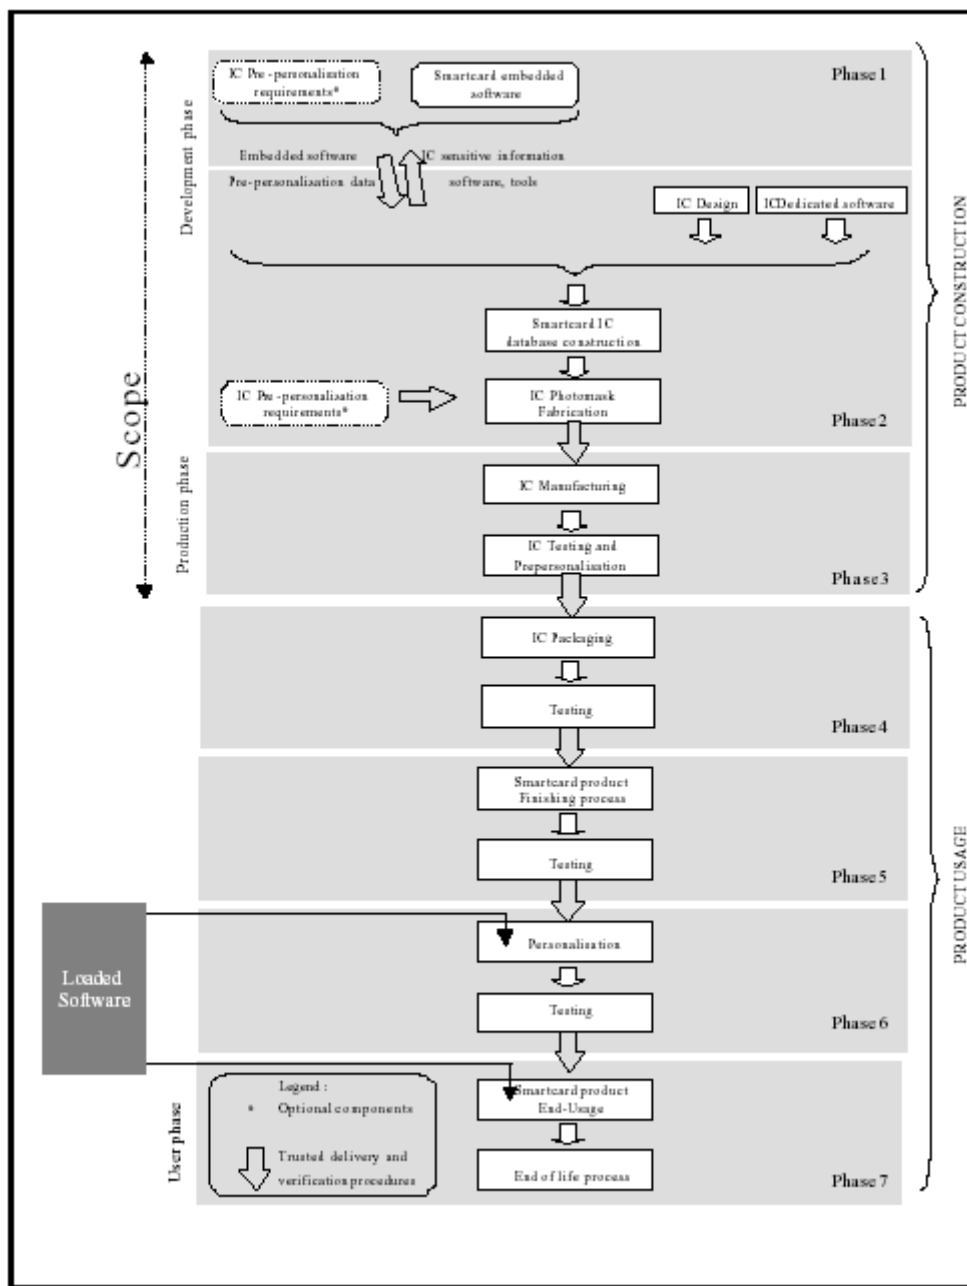 Scope
Development phase
Production phase
User phase
PRODUCT CONSTRUCTION
PRODUCT USAGE
IC Pre-personalisation
requirements*
Smartcard embedded
software
Phase 1
Embedded software
IC sensitive information
Pre-personalisation data
software, tools
IC Design
ICDedicated software
Smartcard IC
database construction
IC Pre-personalisation
requirements*
IC Photomask
Fabrication
Phase 2
IC Manufacturing
IC Testing and
Prepersonalisation
Phase 3
IC Packaging
Testing
Phase 4
Smartcard product
Finishing process
Testing
Phase 5
Loaded
Software
Personalisation
Testing
Phase 6
Legend :
* Optional components
Trusted delivery and
verification procedures
Smartcard product
End-Usage
End of life process
Phase 7